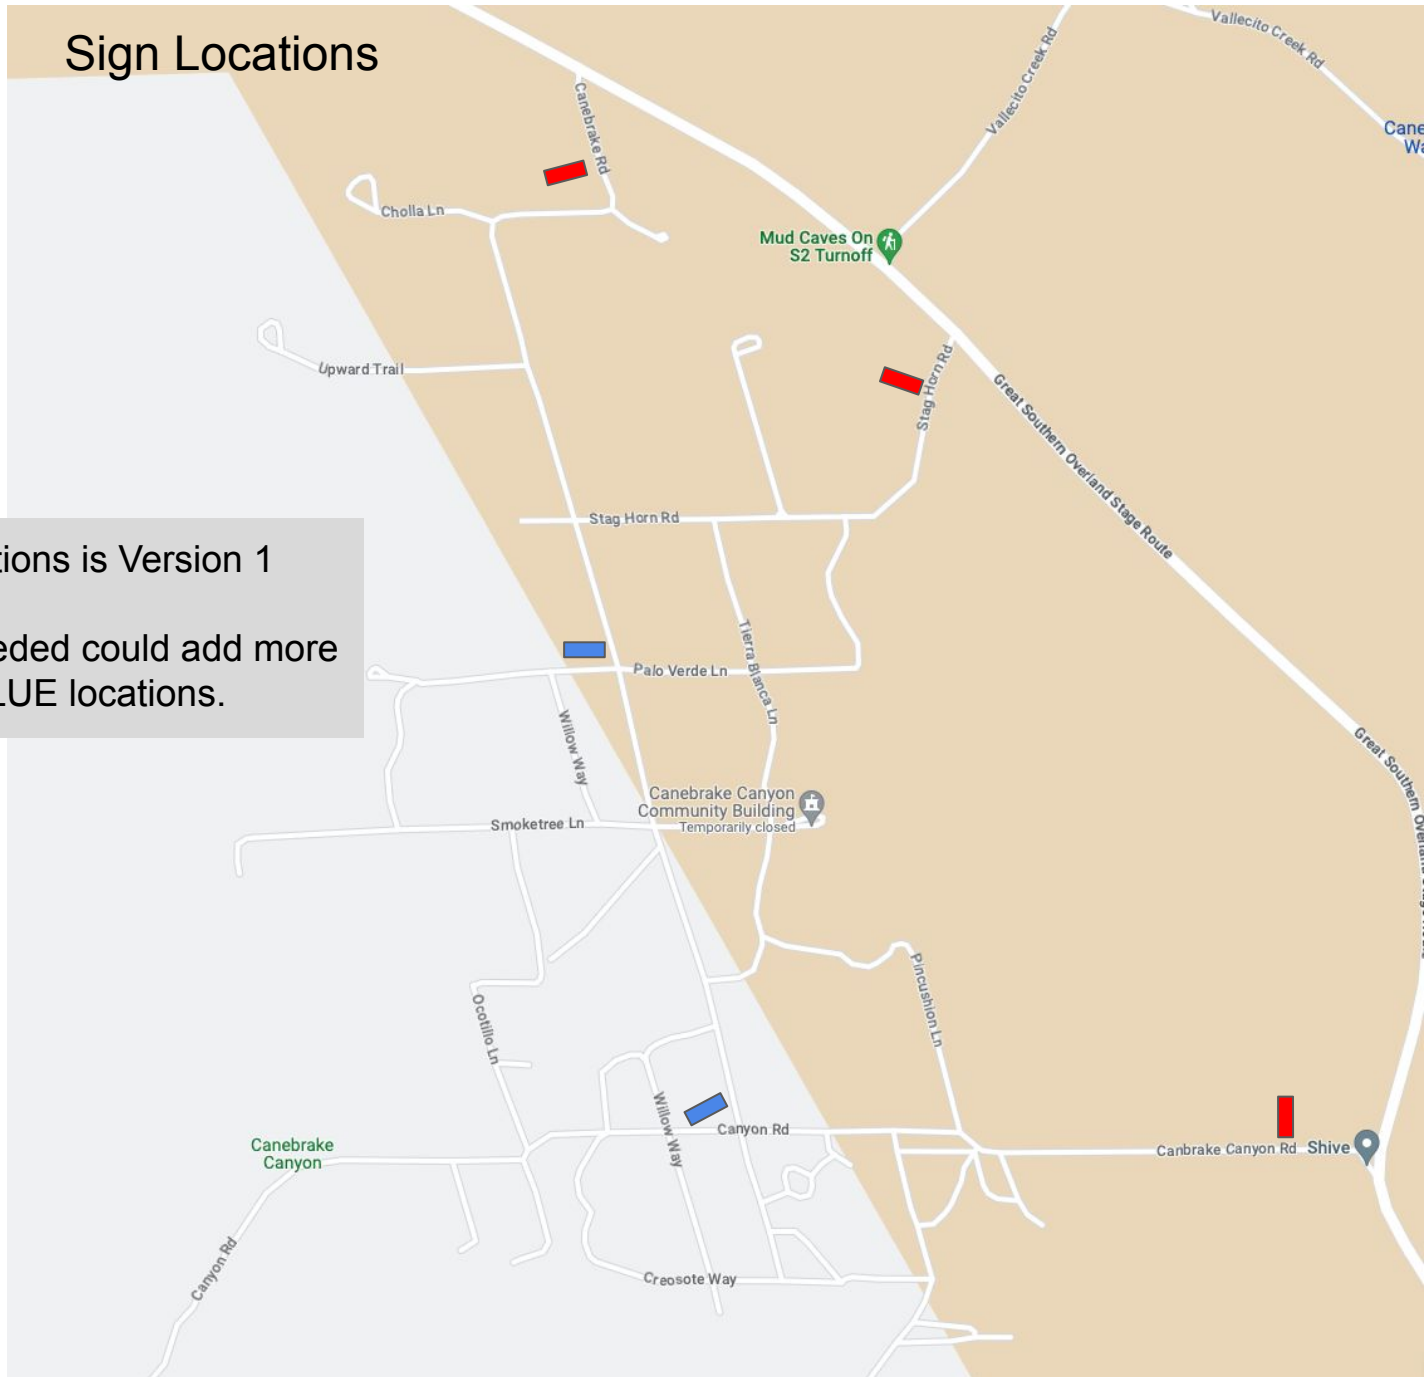 Sign Locations
Vallecito Creek Rd
Vallecito Creek Rd
Canebrake Rd
Cholla Ln
Mud Caves On
S2 Turnoff
Upward Trail
Stag Horn Rd
Great Southern Overland Stage Route
Stag Horn Rd
tions is Version 1
eded could add more
LUE locations.
Tierra Blanca Ln
Palo Verde Ln
Willow Way
Great Southern
Canebrake Canyon
Community Building
Temporarily closed
Smoketree Ln
Pincushion Ln
Ocotillo Ln
Willow Way
Canyon Rd
Canebrake
Canyon
Canbrake Canyon Rd
Shive
Canyon Rd
Creosote Way